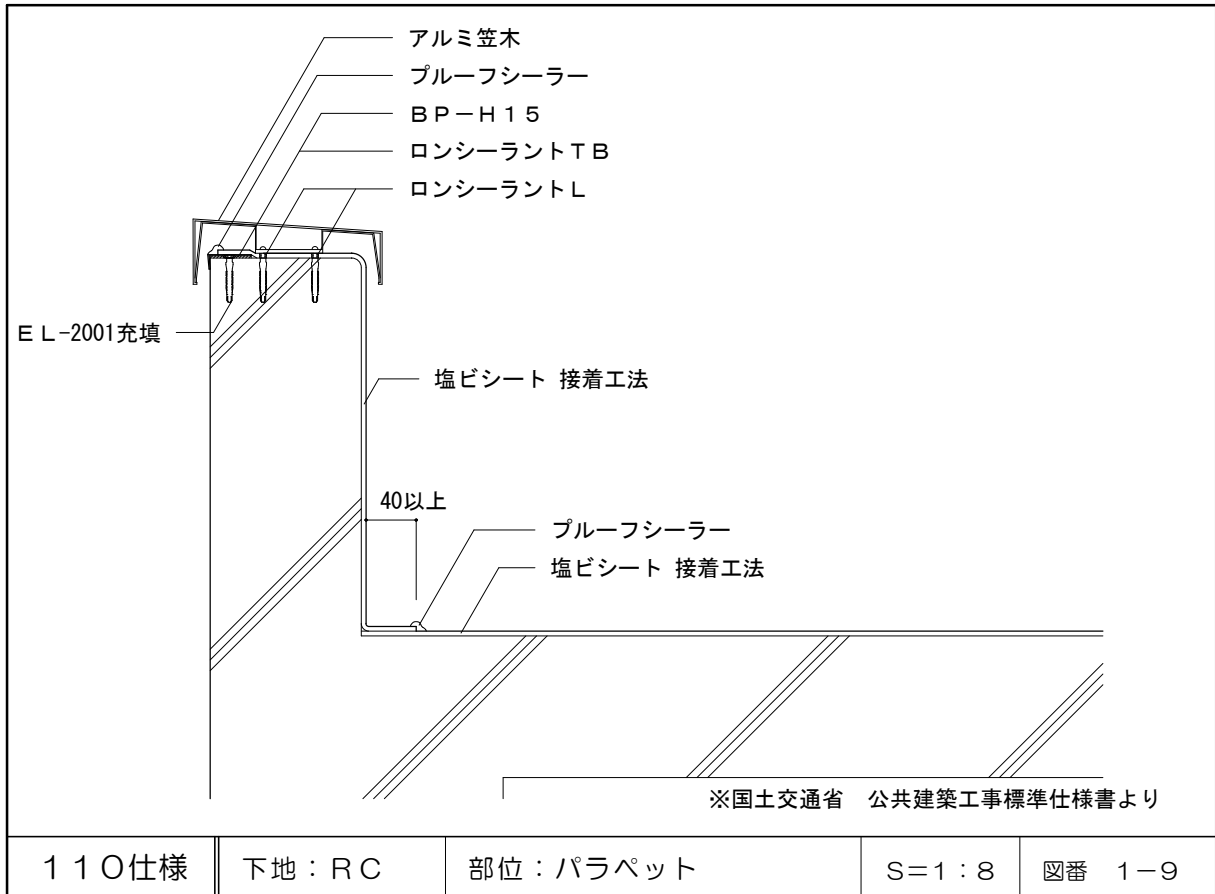 アルミ笠木
プルーフシーラー
ＢＰ－Ｈ１５
ロンシーラントＴＢ
ロンシーラントＬ
ＥＬ-2001充填
塩ビシート 接着工法
40以上
プルーフシーラー
塩ビシート 接着工法
※国土交通省　公共建築工事標準仕様書より
１１０仕様
下地：ＲＣ
部位：パラペット
S=１：８
図番　１－９